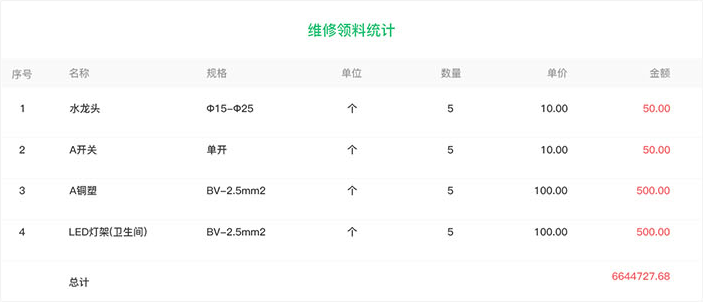 维修领料统计
序号 名称 规格 单位 数量 单价 金额
1 水龙头 Φ15-Φ25 个 5 10.00 50.00
2 A开关 单开 个 5 10.00 50.00
3 A铜塑 BV-2.5mm2 个 5 100.00 500.00
4 LED灯架(卫生间) BV-2.5mm2 个 5 100.00 500.00
总计 6644727.68